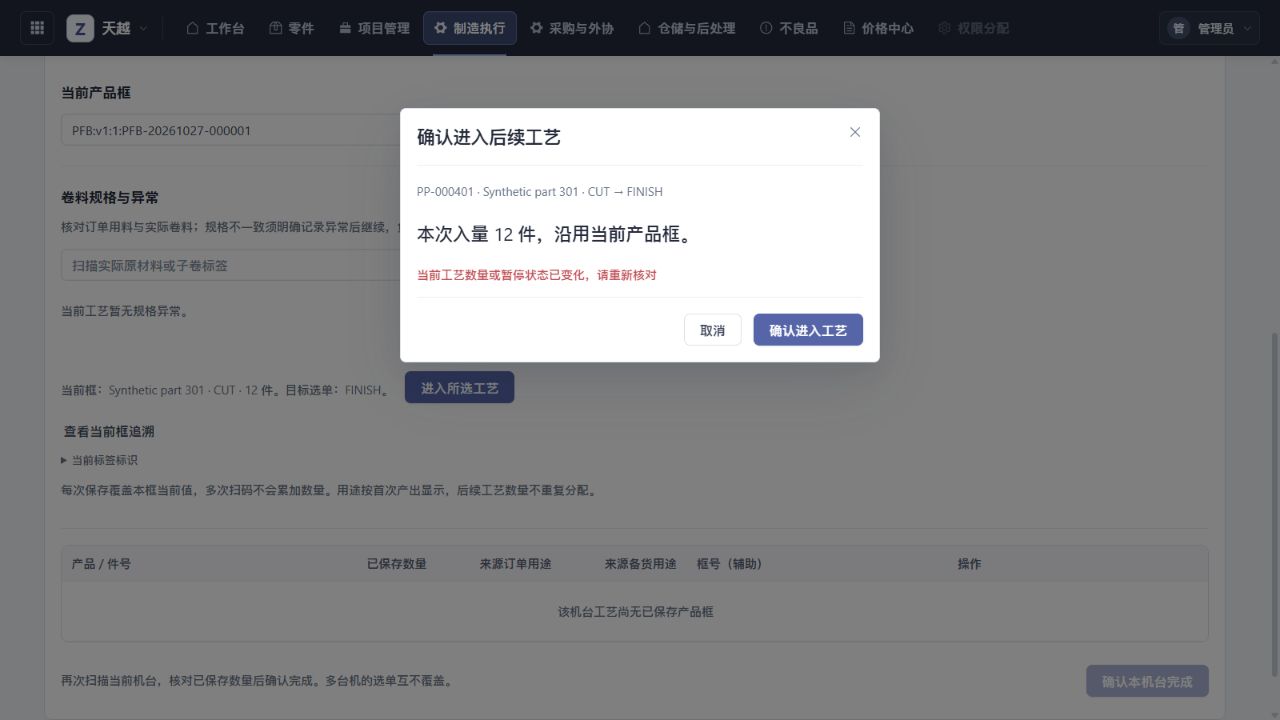 Z 天越 工作台 零件 项目管理 制造执行 采购与外协 仓储与后处理 不良品 价格中心 权限分配 管 管理员
当前产品框
PFB:v1:1:PFB-20261027-000001
确认进入后续工艺
PP-000401 · Synthetic part 301 · CUT → FINISH
本次入量 12 件，沿用当前产品框。
当前工艺数量或暂停状态已变化，请重新核对
取消 确认进入工艺
卷料规格与异常
核对订单用料与实际卷料；规格不一致须明确记录异常后继续，
扫描实际原材料或子卷标签
当前工艺暂无规格异常。
当前框：Synthetic part 301 · CUT · 12 件。目标选单：FINISH。 进入所选工艺
查看当前框追溯
当前标签标识
每次保存覆盖本框当前值，多次扫码不会累加数量。用途按首次产出显示，后续工艺数量不重复分配。
产品 / 件号 已保存数量 来源订单用途 来源备货用途 框号（辅助） 操作
该机台工艺尚无已保存产品框
再次扫描当前机台，核对已保存数量后确认完成。多台机的选单互不覆盖。 确认本机台完成